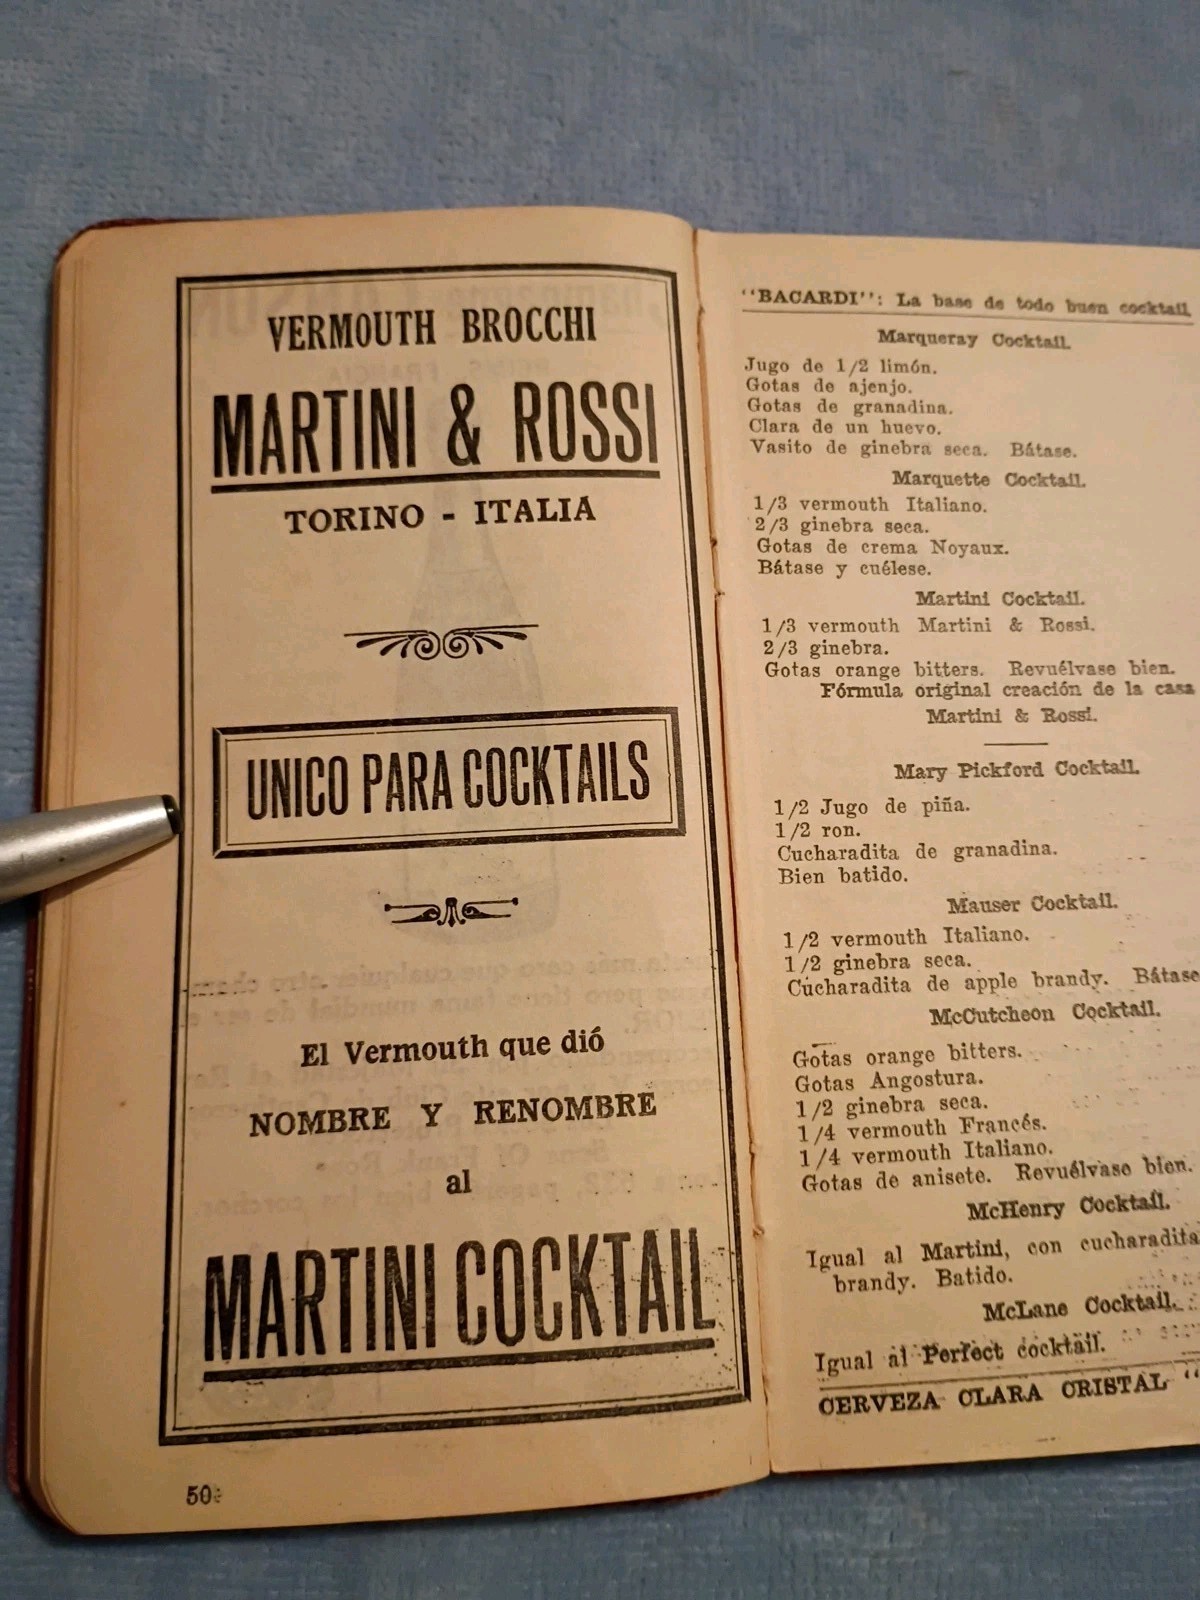 VERMOUTH BROCCHI
MARTINI & ROSSI
TORINO - ITALIA
UNICO PARA COCKTAILS
El Vermouth que dió
NOMBRE Y RENOMBRE
al
MARTINI COCKTAIL
50
"BACARDI": La base de todo buen cocktail
Marqueray Cocktail.
Jugo de 1/2 limón.
Gotas de ajenjo.
Gotas de granadina.
Clara de un huevo.
Vasito de ginebra seca. Bátase.
Marquette Cocktail.
1/3 vermouth Italiano.
2/3 ginebra seca.
Gotas de crema Noyaux.
Bátase y cuélese.
Martini Cocktail.
1/3 vermouth Martini & Rossi.
2/3 ginebra.
Gotas orange bitters. Revuélvase bien.
Fórmula original creación de la casa
Martini & Rossi.
Mary Pickford Cocktail.
1/2 Jugo de piña.
1/2 ron.
Cucharadita de granadina.
Bien batido.
Mauser Cocktail.
1/2 vermouth Italiano.
1/2 ginebra seca.
Cucharadita de apple brandy. Bátase
McCutcheon Cocktail.
Gotas orange bitters.
Gotas Angostura.
1/2 ginebra seca.
1/4 vermouth Francés.
1/4 vermouth Italiano.
Gotas de anisete. Revuélvase bien.
McHenry Cocktail.
Igual al Martini, con cucharadita
brandy. Batido.
McLane Cocktail.
Igual al Perfect cocktail.
CERVEZA CLARA CRISTAL "